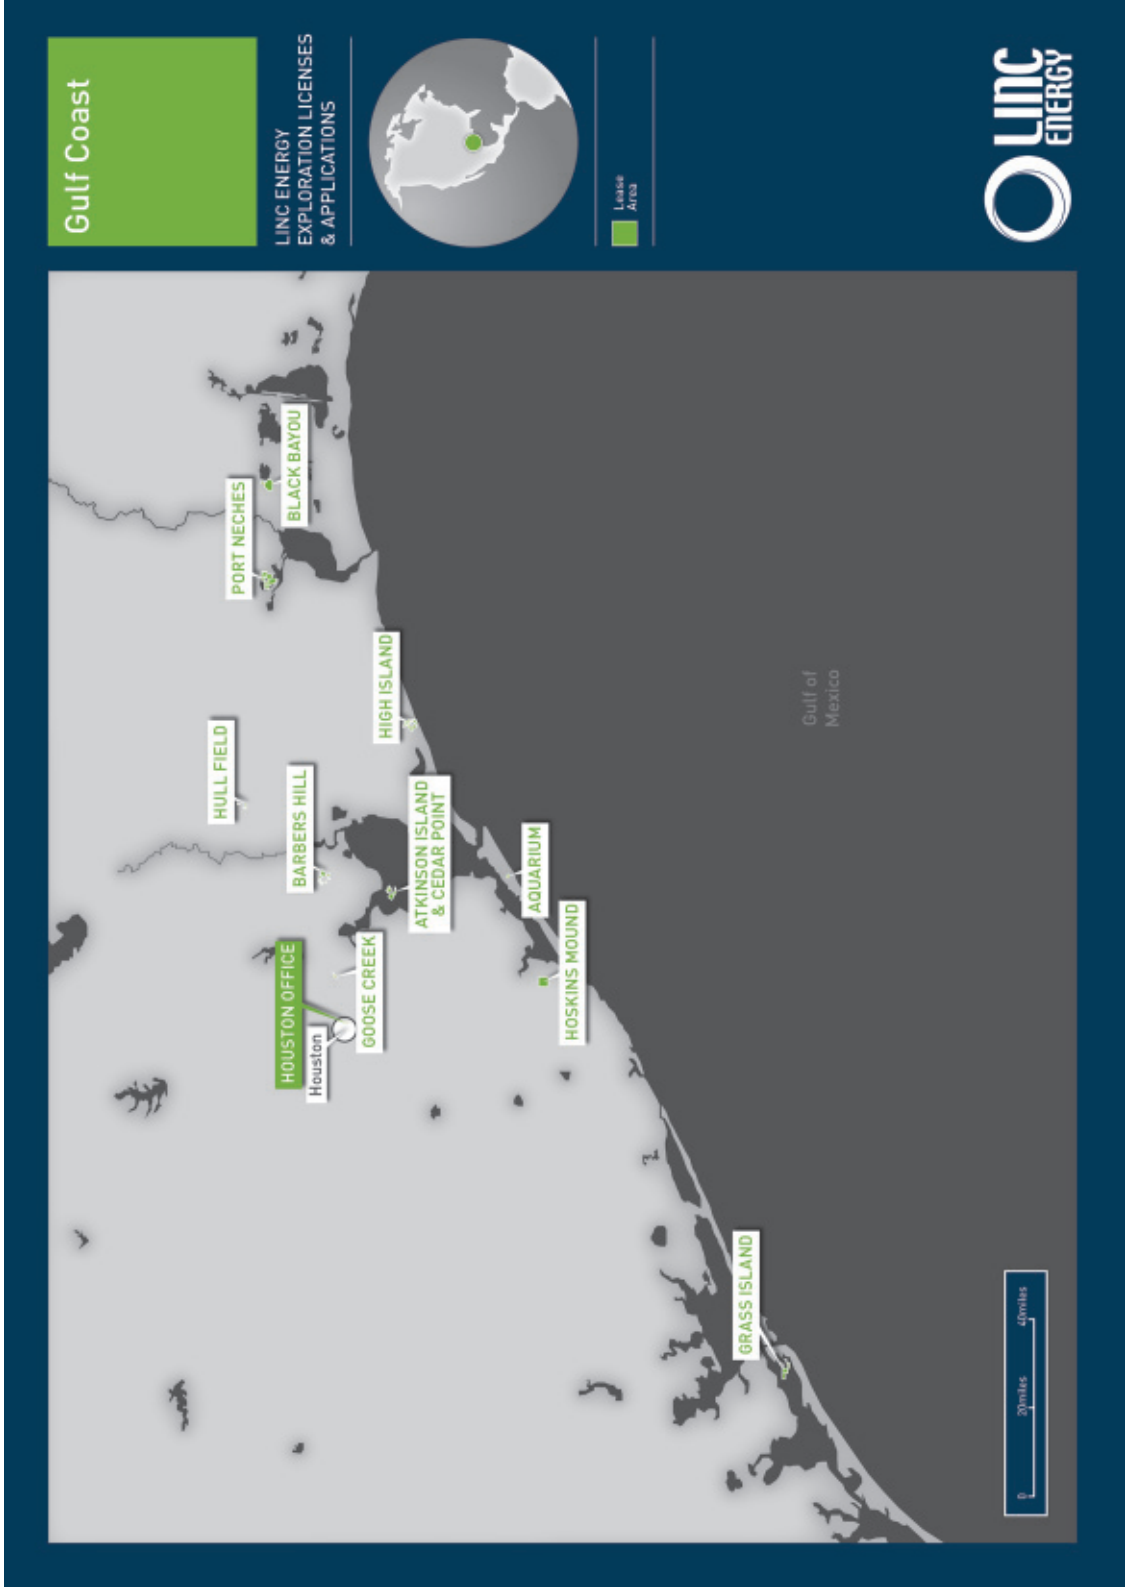 Gulf Coast
LINC ENERGY
EXPLORATION LICENSES
& APPLICATIONS
Lease
Area
LINC
ENERGY
PORT NECHES
BLACK BAYOU
HULL FIELD
HIGH ISLAND
BARBERS HILL
ATKINSON ISLAND
& CEDAR POINT
AQUARIUM
HOUSTON OFFICE
Houston
GOOSE CREEK
HOSKINS MOUND
GRASS ISLAND
Gulf of
Mexico
0 20miles 40miles